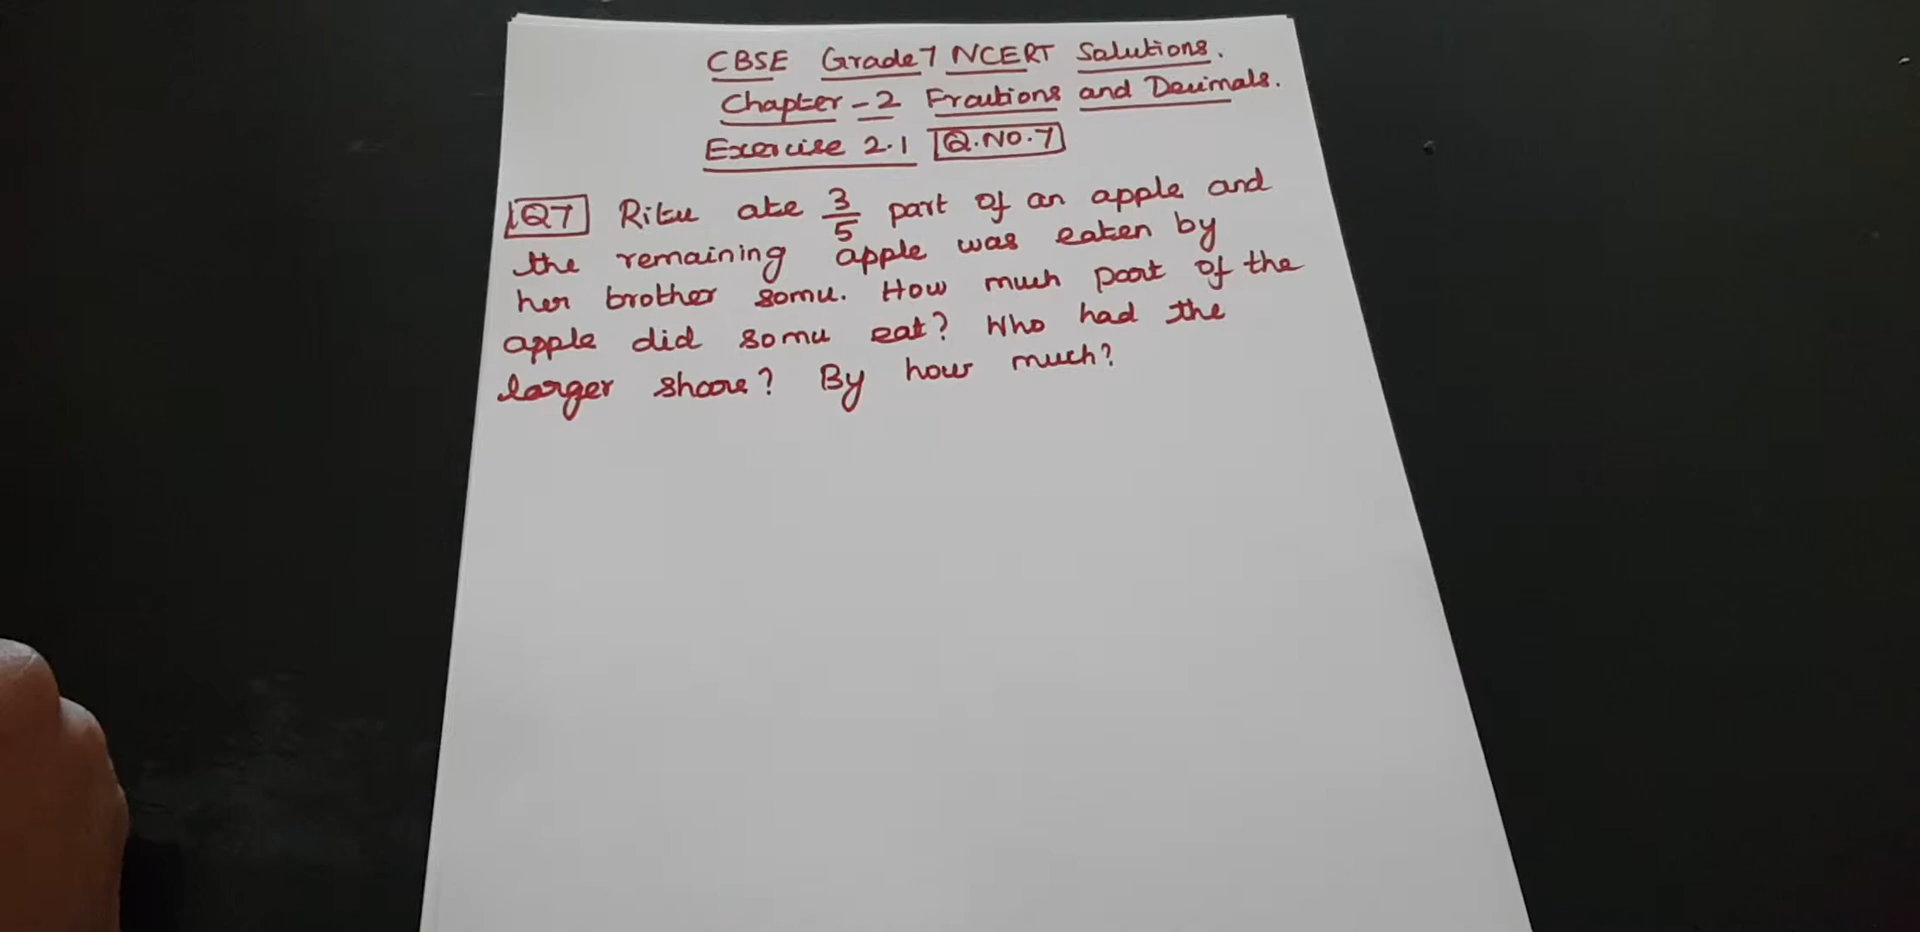 CBSE Grade 7 NCERT Solutions.
Chapter - 2 Fractions and Decimals.
Exercise 2.1 Q.NO.7
Q7 Ritu ate 3/5 part of an apple and
the remaining apple was eaten by
her brother somu. How much part of the
apple did somu eat? Who had the
larger share? By how much?